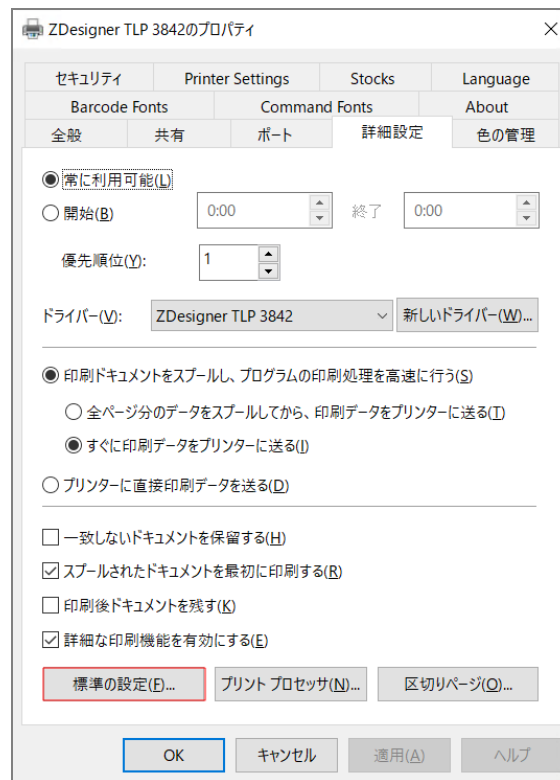 ZDesigner TLP 3842のプロパティ
セキュリティ Printer Settings Stocks Language
Barcode Fonts Command Fonts About
全般 共有 ポート 詳細設定 色の管理
常に利用可能(L)
開始(B) 0:00 終了 0:00
優先順位(Y): 1
ドライバー(V): ZDesigner TLP 3842 新しいドライバー(W)...
印刷ドキュメントをスプールし、プログラムの印刷処理を高速に行う(S)
全ページ分のデータをスプールしてから、印刷データをプリンターに送る(T)
すぐに印刷データをプリンターに送る(I)
プリンターに直接印刷データを送る(D)
一致しないドキュメントを保留する(H)
スプールされたドキュメントを最初に印刷する(R)
印刷後ドキュメントを残す(K)
詳細な印刷機能を有効にする(E)
標準の設定(F)... プリント プロセッサ(N)... 区切りページ(O)...
OK キャンセル 適用(A) ヘルプ